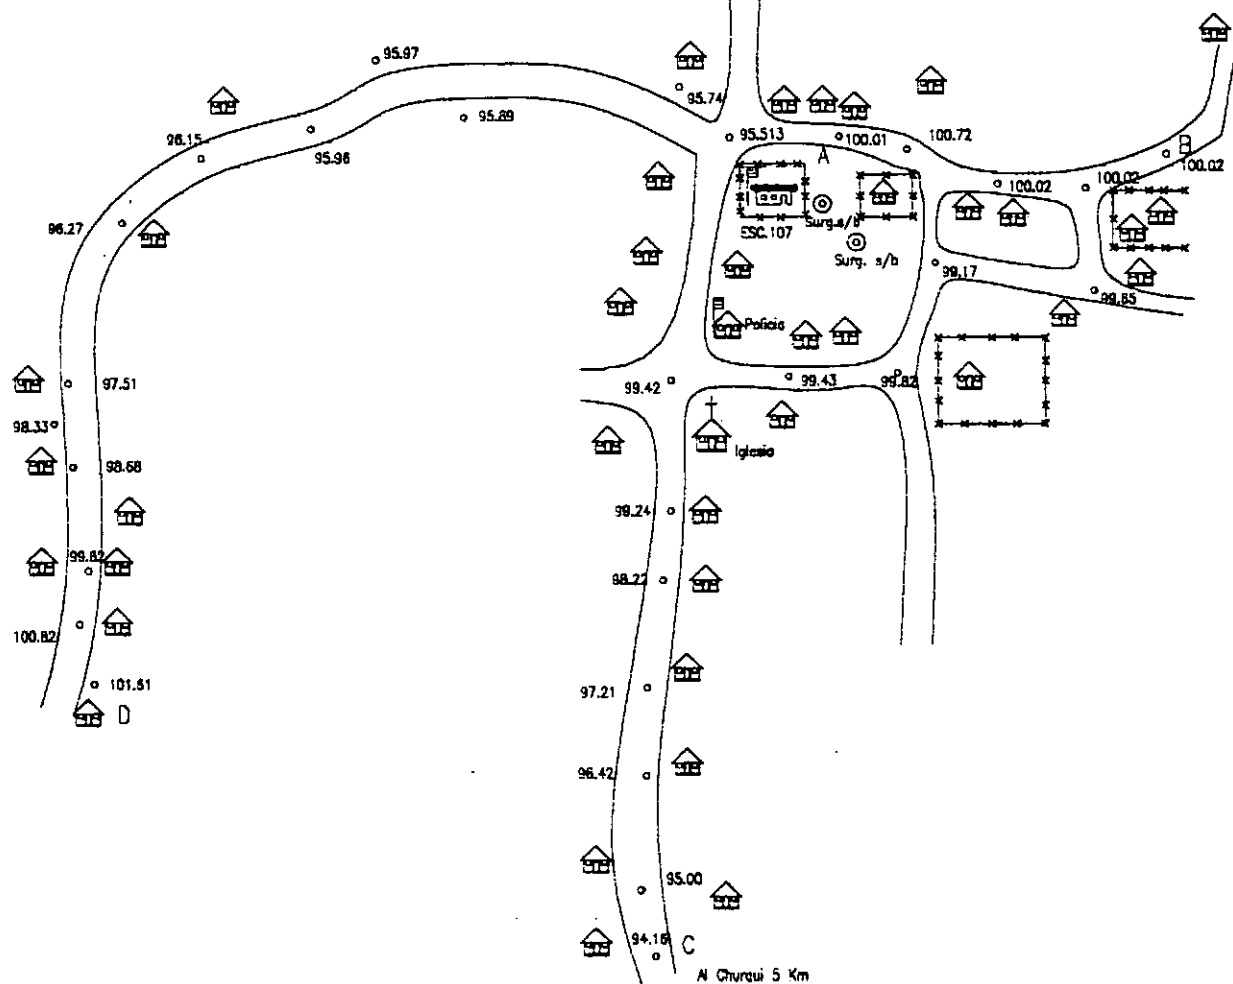 95.97
95.74
95.89
96.15
95.96
95.513
100.01
100.72
A
B
100.02
100.02
100.02
96.27
ESC.107
Surg.s/b
Surg. s/b
99.17
99.65
Policia
97.51
99.42
99.43
99.82
98.33
98.68
Iglesia
99.24
99.82
98.22
100.82
97.21
101.51
D
96.42
95.00
94.16
C
Al Churqui 5 Km